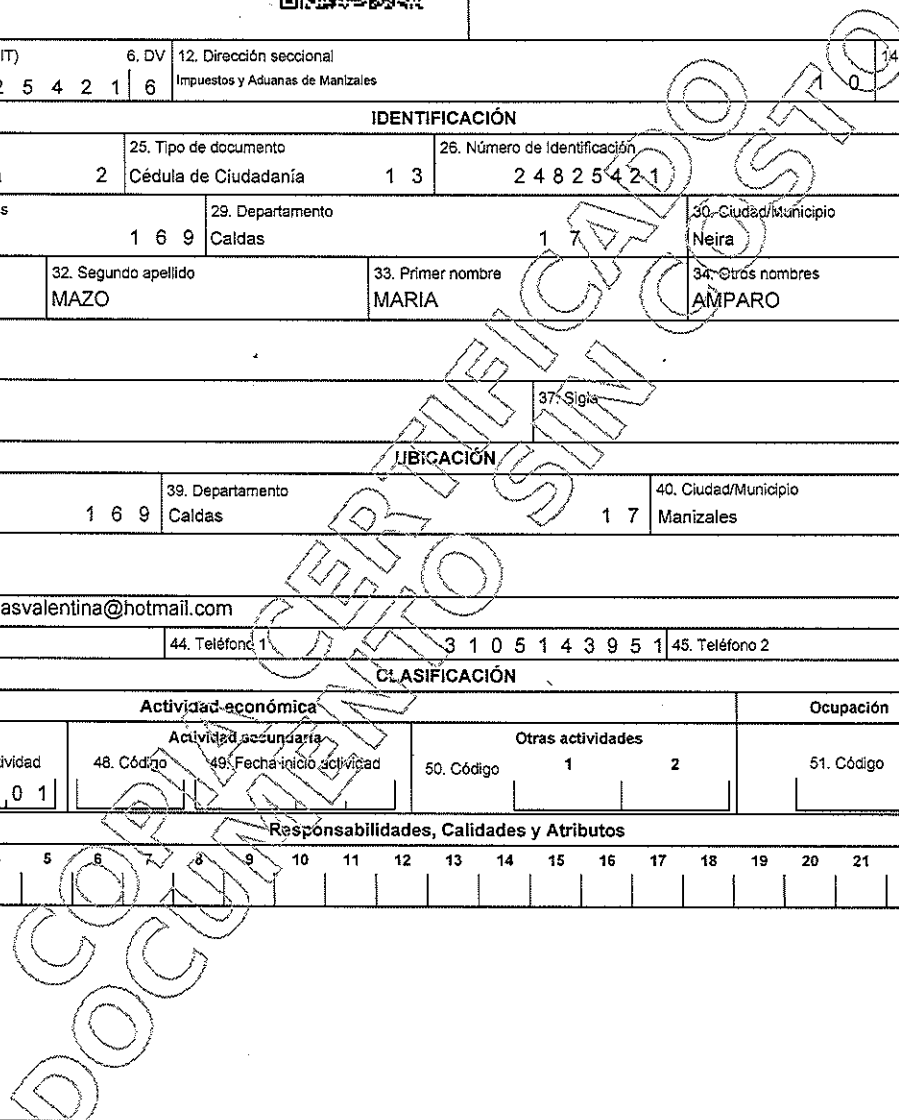 IT) 6. DV 12. Dirección seccional 14
2 5 4 2 1 6 Impuestos y Aduanas de Manizales 1 0
IDENTIFICACIÓN
25. Tipo de documento 26. Número de Identificación
2 Cédula de Ciudadanía 1 3 2 4 8 2 5 4 2 1
s 29. Departamento 30. Ciudad/Municipio
1 6 9 Caldas 1 7 Neira
32. Segundo apellido 33. Primer nombre 34. Otros nombres
MAZO MARIA AMPARO
37. Sigla
UBICACIÓN
39. Departamento 40. Ciudad/Municipio
1 6 9 Caldas 1 7 Manizales
asvalentina@hotmail.com
44. Teléfono 1 3 1 0 5 1 4 3 9 5 1 45. Teléfono 2
CLASIFICACIÓN
Actividad económica Ocupación
Actividad secundaria Otras actividades
ividad 48. Código 49. Fecha inicio actividad 50. Código 1 2 51. Código
0 1
Responsabilidades, Calidades y Atributos
5 6 7 8 9 10 11 12 13 14 15 16 17 18 19 20 21
COPIA CERTIFICADO
DOCUMENTO SIN COSTO